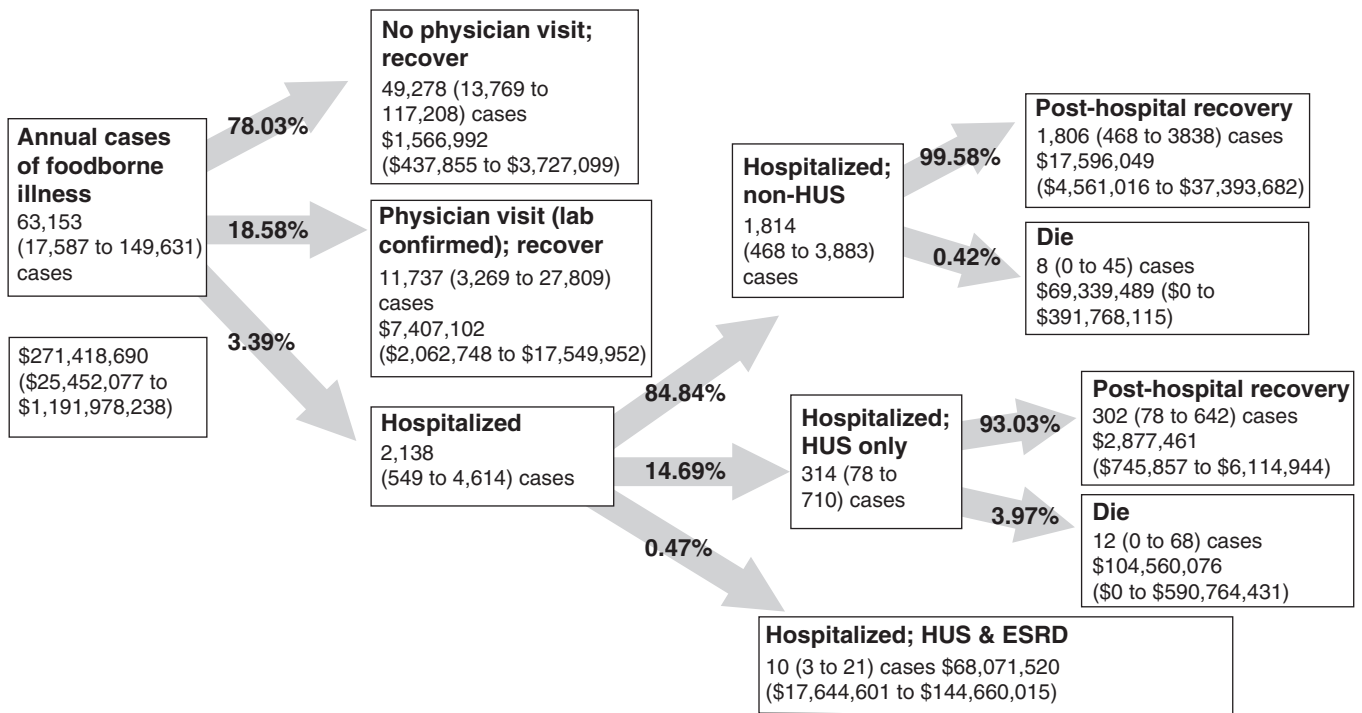 Annual cases
of foodborne
illness
63,153
(17,587 to 149,631)
cases
$271,418,690
($25,452,077 to
$1,191,978,238)
78.03%
18.58%
3.39%
No physician visit;
recover
49,278 (13,769 to
117,208) cases
$1,566,992
($437,855 to $3,727,099)
Physician visit (lab
confirmed); recover
11,737 (3,269 to 27,809)
cases
$7,407,102
($2,062,748 to $17,549,952)
Hospitalized
2,138
(549 to 4,614) cases
84.84%
14.69%
0.47%
Hospitalized;
non-HUS
1,814
(468 to 3,883)
cases
99.58%
0.42%
Post-hospital recovery
1,806 (468 to 3838) cases
$17,596,049
($4,561,016 to $37,393,682)
Die
8 (0 to 45) cases
$69,339,489 ($0 to
$391,768,115)
Hospitalized;
HUS only
314 (78 to
710) cases
93.03%
3.97%
Post-hospital recovery
302 (78 to 642) cases
$2,877,461
($745,857 to $6,114,944)
Die
12 (0 to 68) cases
$104,560,076
($0 to $590,764,431)
Hospitalized; HUS & ESRD
10 (3 to 21) cases $68,071,520
($17,644,601 to $144,660,015)